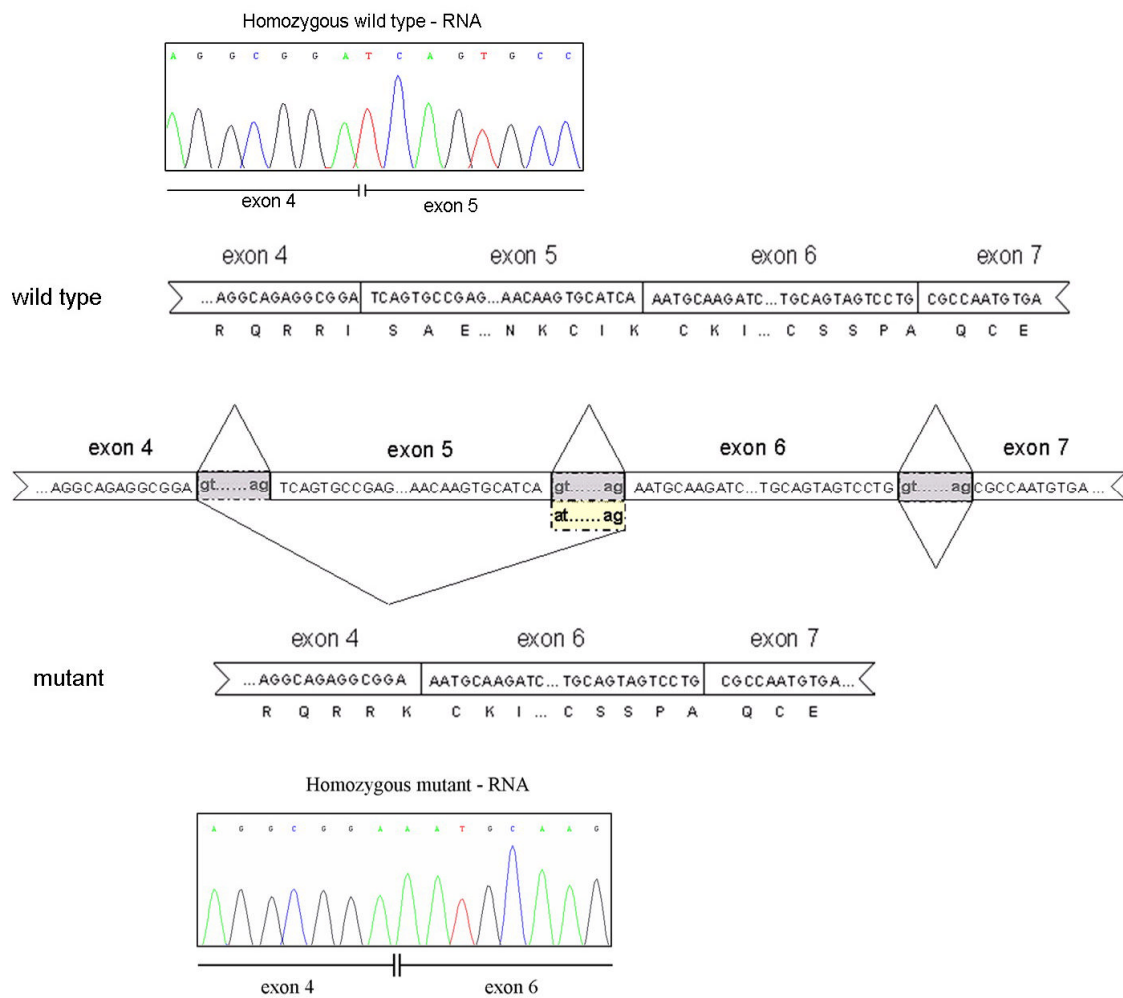 Homozygous wild type - RNA
A G G C G G A T C A G T G C C
exon 4 exon 5
exon 4 exon 5 exon 6 exon 7
wild type ...AGGCAGAGGCGGA TCAGTGCCGAG...AACAAGTGCATCA AATGCAAGATC...TGCAGTAGTCCTG CGCCAATGTGA
R Q R R I S A E... N K C I K C K I... C S S P A Q C E
exon 4 exon 5 exon 6 exon 7
...AGGCAGAGGCGGA gt......ag TCAGTGCCGAG...AACAAGTGCATCA gt......ag AATGCAAGATC...TGCAGTAGTCCTG gt......ag CGCCAATGTGA...
at......ag
exon 4 exon 6 exon 7
mutant ...AGGCAGAGGCGGA AATGCAAGATC...TGCAGTAGTCCTG CGCCAATGTGA...
R Q R R K C K I... C S S P A Q C E
Homozygous mutant - RNA
A G G C G G A A A T G C A A G
exon 4 exon 6